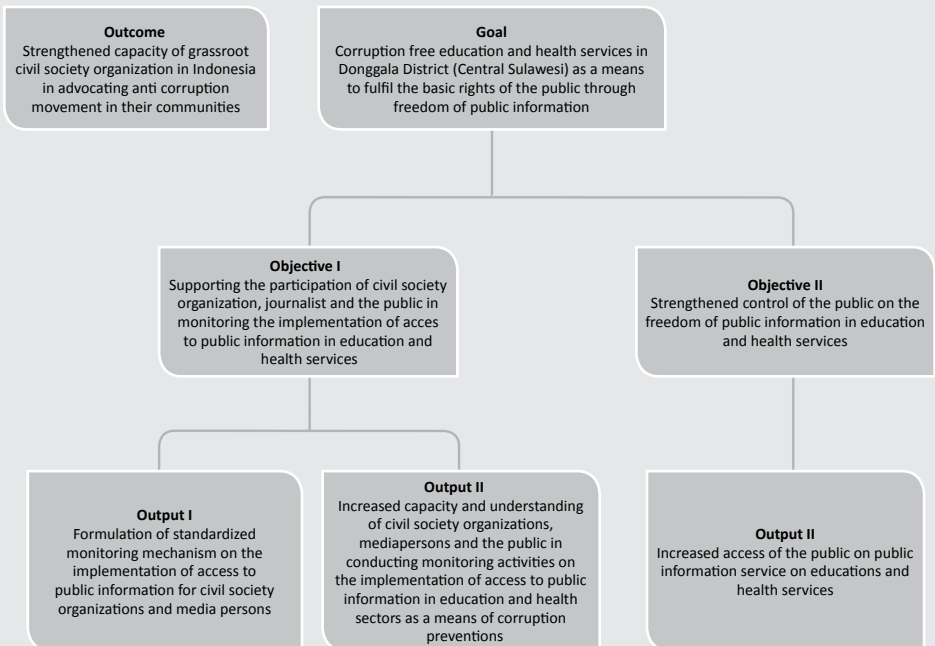 Outcome
Strengthened capacity of grassroot
civil society organization in Indonesia
in advocating anti corruption
movement in their communities
Goal
Corruption free education and health services in
Donggala District (Central Sulawesi) as a means
to fulfil the basic rights of the public through
freedom of public information
Objective I
Supporting the participation of civil society
organization, journalist and the public in
monitoring the implementation of acces
to public information in education and
health services
Objective II
Strengthened control of the public on the
freedom of public information in education
and health services
Output I
Formulation of standardized
monitoring mechanism on the
implementation of access to
public information for civil society
organizations and media persons
Output II
Increased capacity and understanding
of civil society organizations,
mediapersons and the public in
conducting monitoring activities on
the implementation of access to public
information in education and health
sectors as a means of corruption
preventions
Output II
Increased access of the public on public
information service on educations and
health services